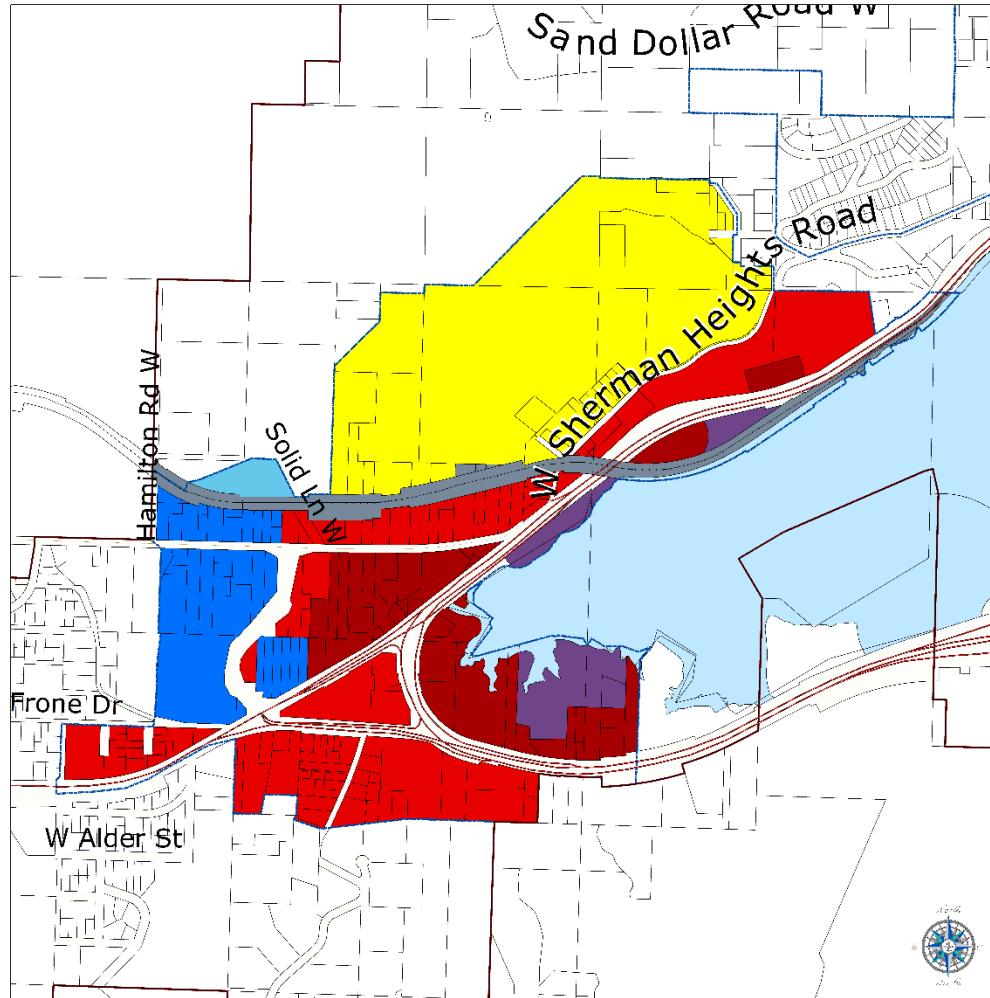 Sand Dollar Road W
W Sherman Heights Road
Hamilton Rd W
Solid Ln W
Frone Dr
W Alder St